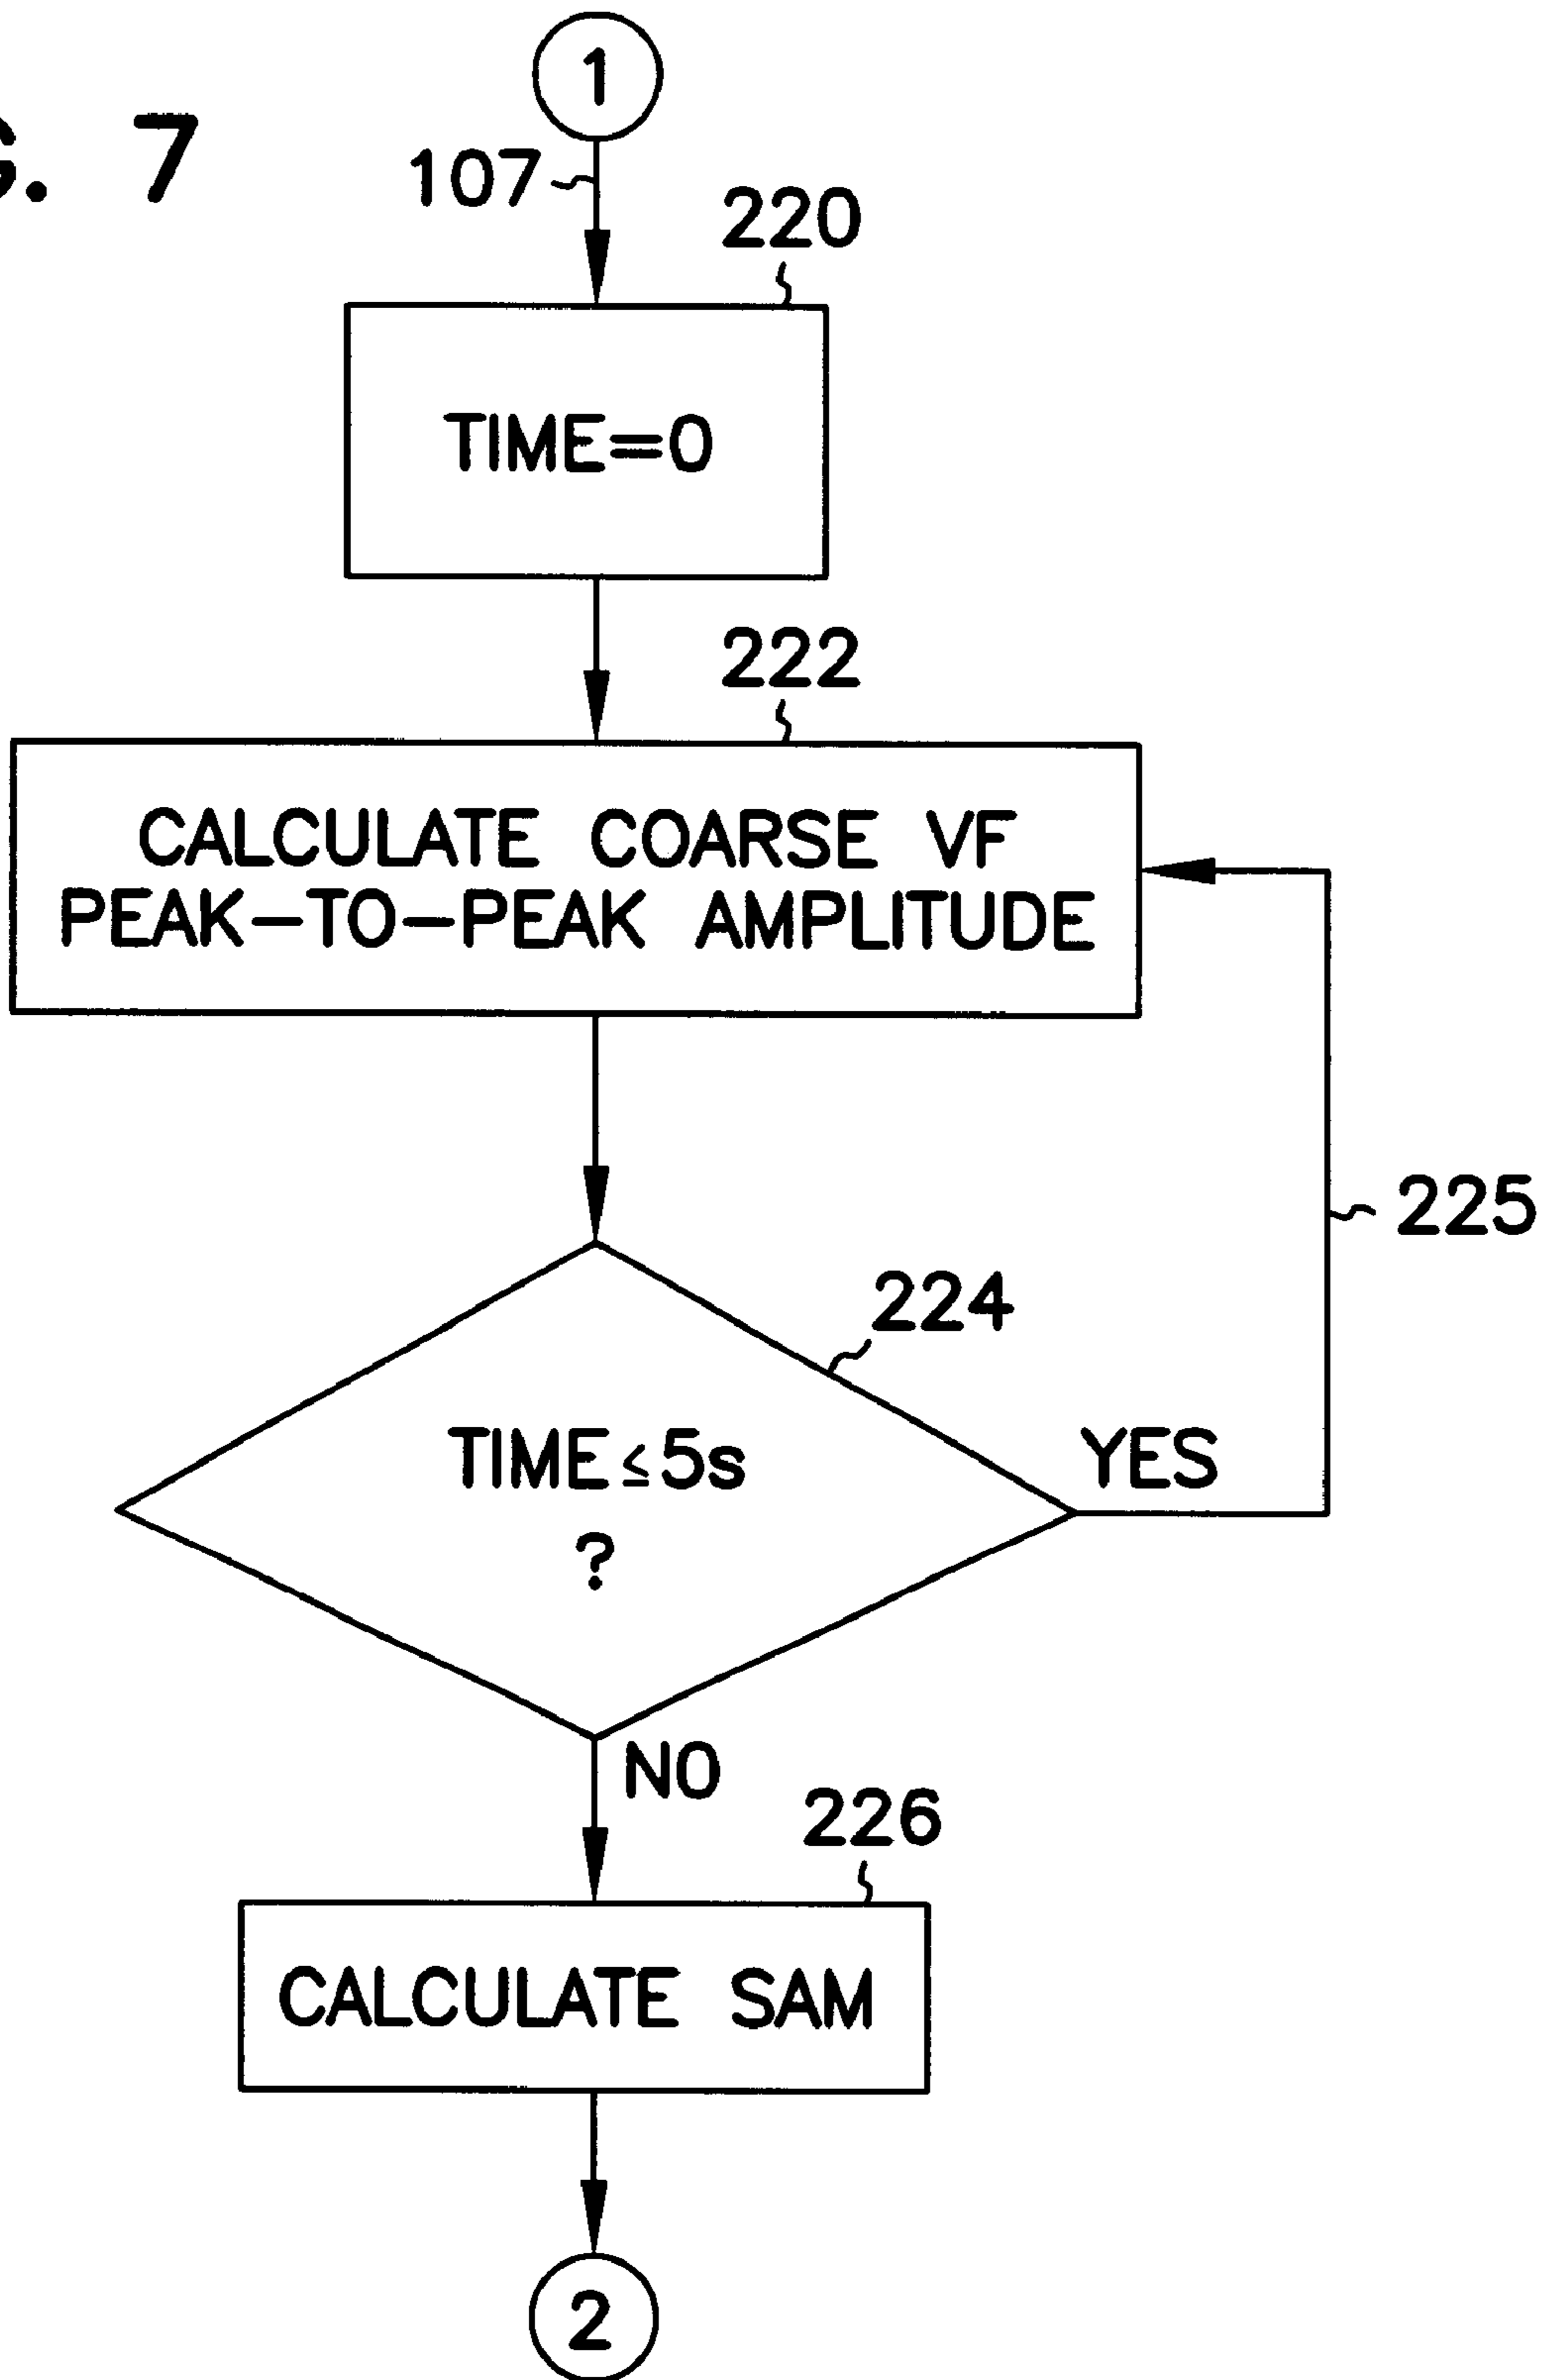 1
7
107
220
TIME=0
222
CALCULATE COARSE VF
PEAK-TO-PEAK AMPLITUDE
225
224
TIME≤5s
?
YES
NO
226
CALCULATE SAM
2